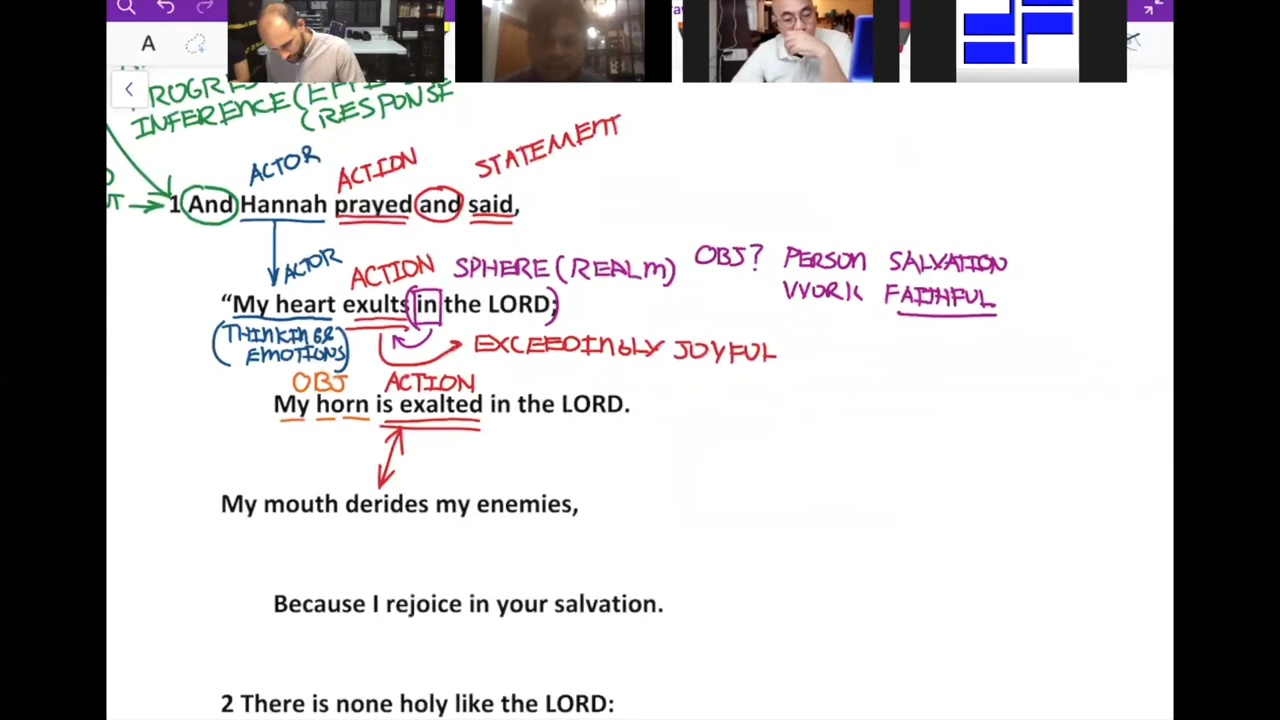 A
PROGRES
INFERENCE (EFF
(RESPONSE
ACTOR ACTION STATEMENT
1 And Hannah prayed and said,
ACTOR ACTION SPHERE (REALM) OBJ? PERSON SALVATION
WORK FAITHFUL
“My heart exults in the LORD;
(THINKING &
EMOTIONS)
EXCEEDINGLY JOYFUL
OBJ ACTION
My horn is exalted in the LORD.
My mouth derides my enemies,
Because I rejoice in your salvation.
2 There is none holy like the LORD: